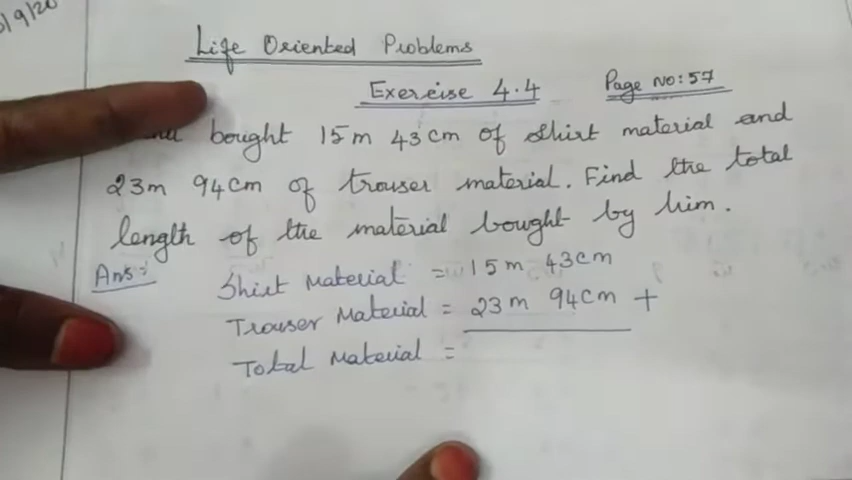 /9/20
Life Oriented Problems
Exercise 4.4 Page No: 57
bought 15m 43cm of shirt material and
23m 94cm of trouser material. Find the total
length of the material bought by him.
Ans:-
Shirt Material = 15m 43cm
Trouser Material = 23m 94cm +
Total Material =